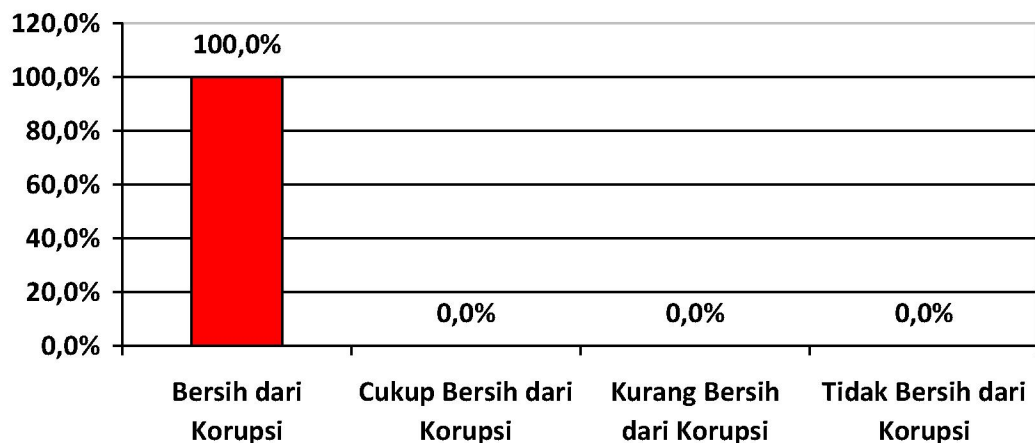 120,0%
100,0%
100,0%
80,0%
60,0%
40,0%
20,0%
0,0%
0,0%
0,0%
0,0%
Bersih dari Korupsi
Cukup Bersih dari Korupsi
Kurang Bersih dari Korupsi
Tidak Bersih dari Korupsi